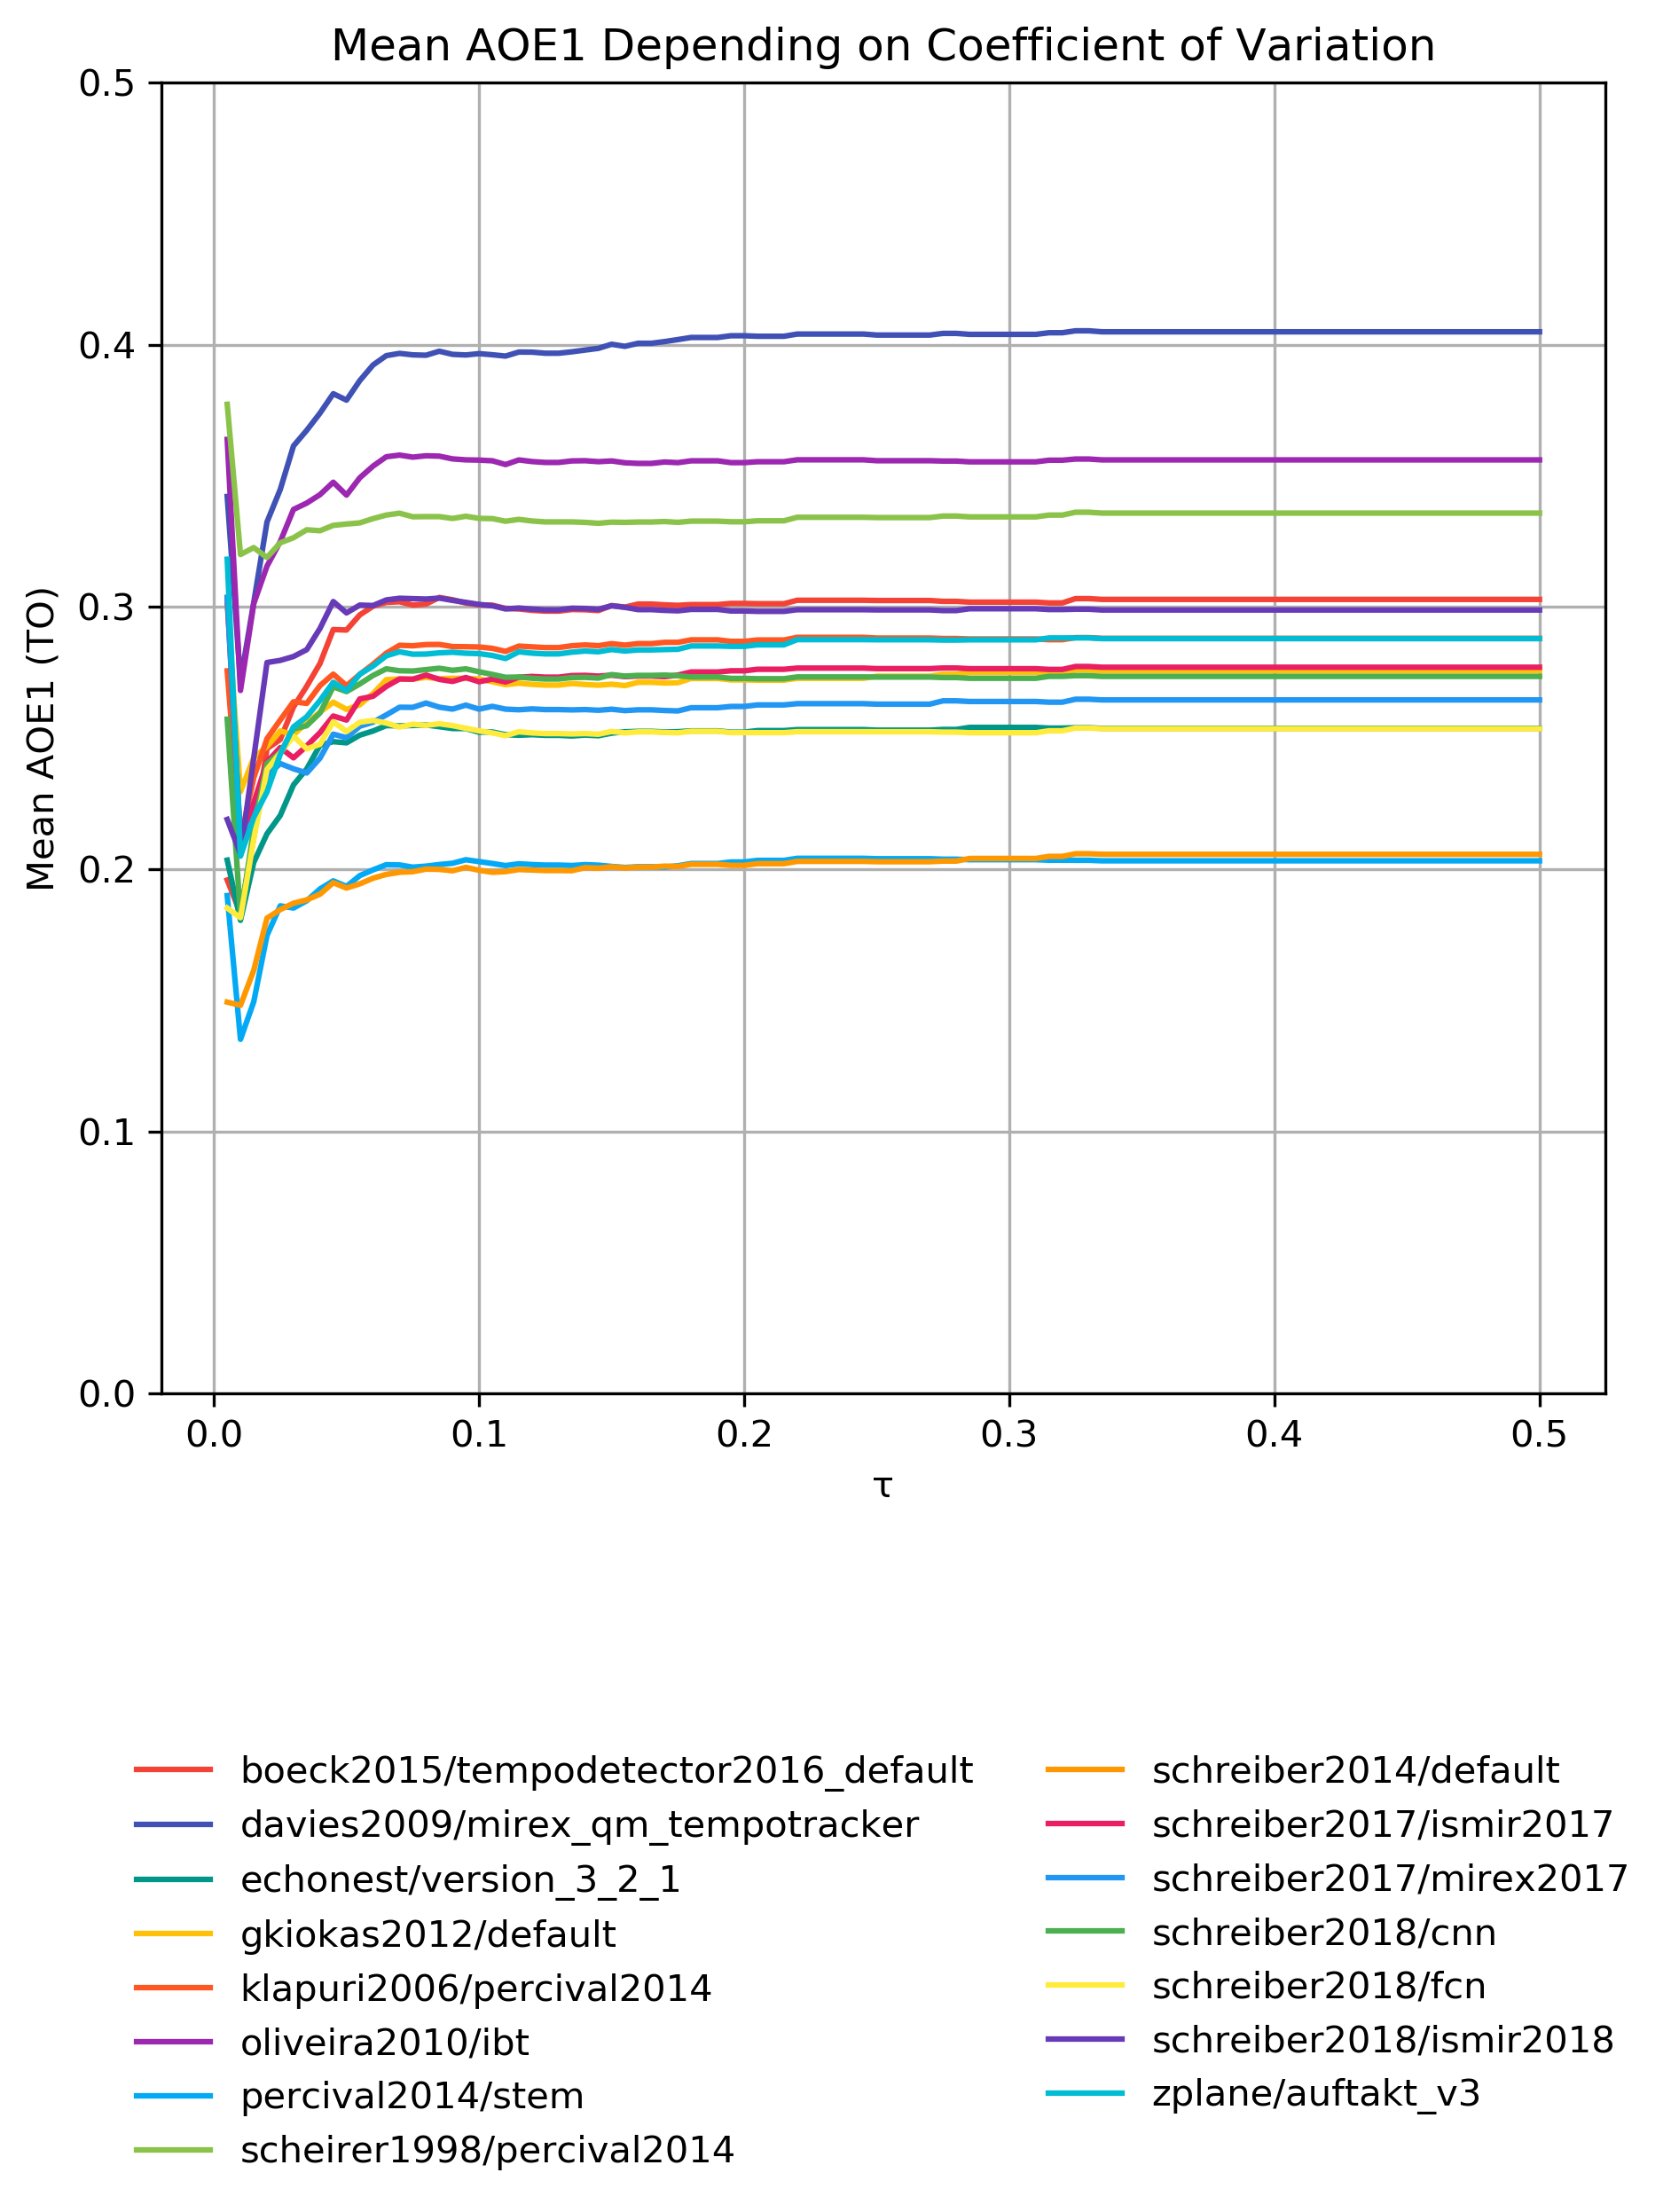 Mean AOE1 Depending on Coefficient of Variation
0.5
0.4
0.3
0.2
0.1
0.0
Mean AOE1 (TO)
0.0 0.1 0.2 0.3 0.4 0.5
τ
boeck2015/tempodetector2016_default
davies2009/mirex_qm_tempotracker
echonest/version_3_2_1
gkiokas2012/default
klapuri2006/percival2014
oliveira2010/ibt
percival2014/stem
scheirer1998/percival2014
schreiber2014/default
schreiber2017/ismir2017
schreiber2017/mirex2017
schreiber2018/cnn
schreiber2018/fcn
schreiber2018/ismir2018
zplane/auftakt_v3